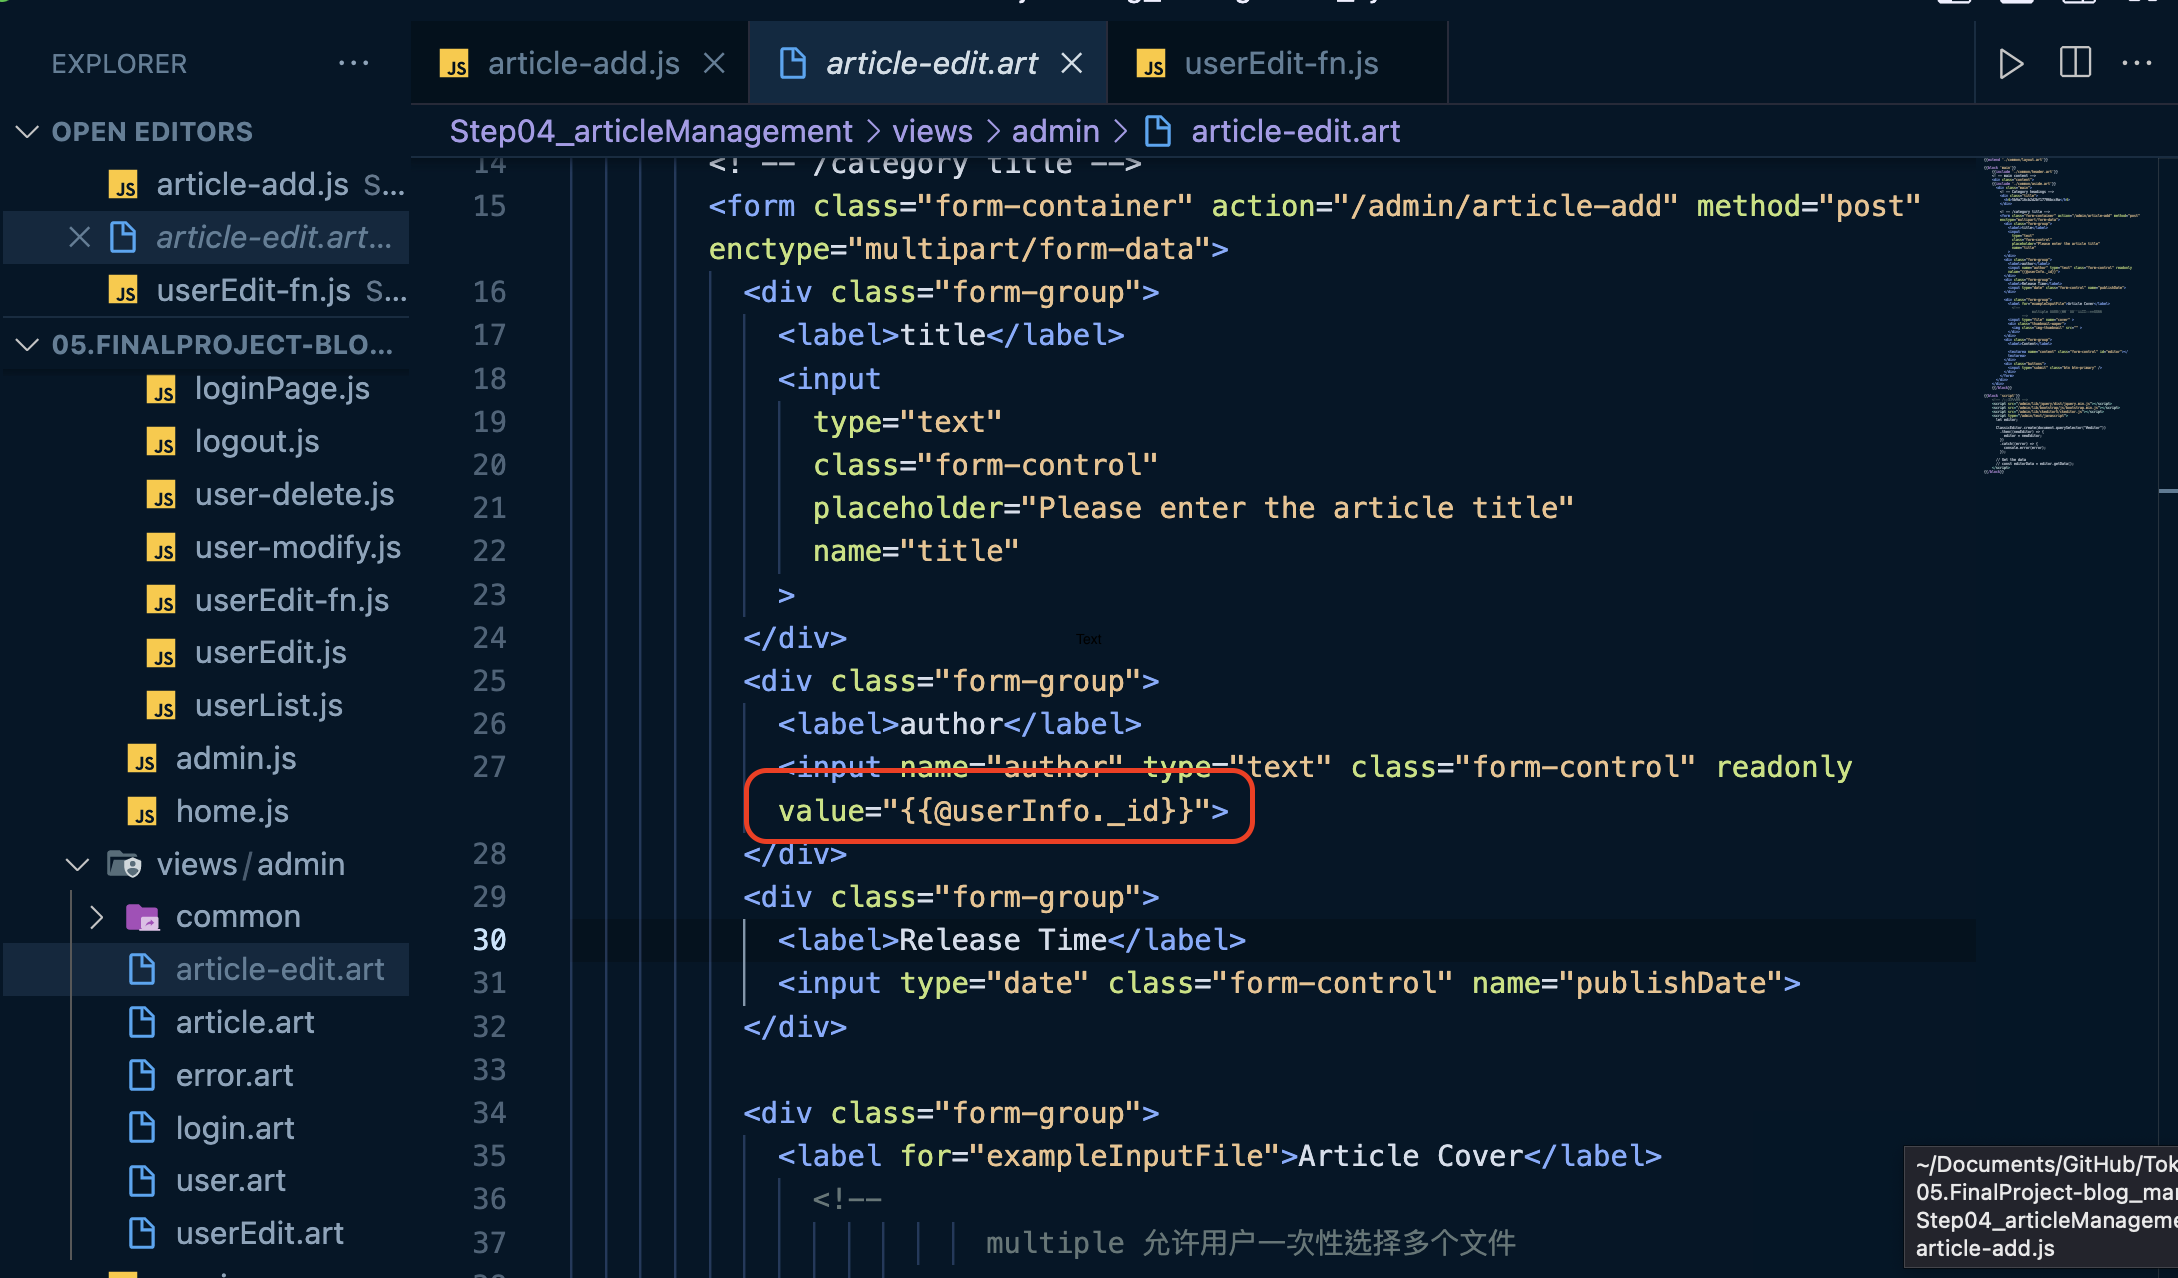 EXPLORER ...
OPEN EDITORS
JS article-add.js S...
article-edit.art...
JS userEdit-fn.js S...
05.FINALPROJECT-BLO...
JS loginPage.js
JS logout.js
JS user-delete.js
JS user-modify.js
JS userEdit-fn.js
JS userEdit.js
JS userList.js
JS admin.js
JS home.js
views/admin
common
article-edit.art
article.art
error.art
login.art
user.art
userEdit.art
JS article-add.js
article-edit.art
JS userEdit-fn.js
Step04_articleManagement > views > admin > article-edit.art
14 <! -- /category title -->
15 <form class="form-container" action="/admin/article-add" method="post"
enctype="multipart/form-data">
16 <div class="form-group">
17 <label>title</label>
18 <input
19 type="text"
20 class="form-control"
21 placeholder="Please enter the article title"
22 name="title"
23 >
24 </div>
Text
25 <div class="form-group">
26 <label>author</label>
27 <input name="author" type="text" class="form-control" readonly
value="{{@userInfo._id}}">
28 </div>
29 <div class="form-group">
30 <label>Release Time</label>
31 <input type="date" class="form-control" name="publishDate">
32 </div>
33
34 <div class="form-group">
35 <label for="exampleInputFile">Article Cover</label>
36 <!--
37 multiple 允许用户一次性选择多个文件
~/Documents/GitHub/Tok
05.FinalProject-blog_ma
Step04_articleManageme
article-add.js